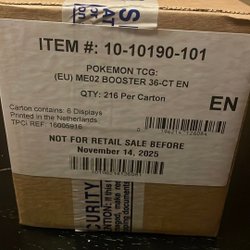 ITEM #: 10-10190-101
POKEMON TCG:
(EU) ME02 BOOSTER 36-CT EN
QTY: 216 Per Carton
Carton contains: 6 Displays
Printed in the Netherlands
TPCi REF: 16005916
NOT FOR RETAIL SALE BEFORE
November 14, 2025
SECURITY